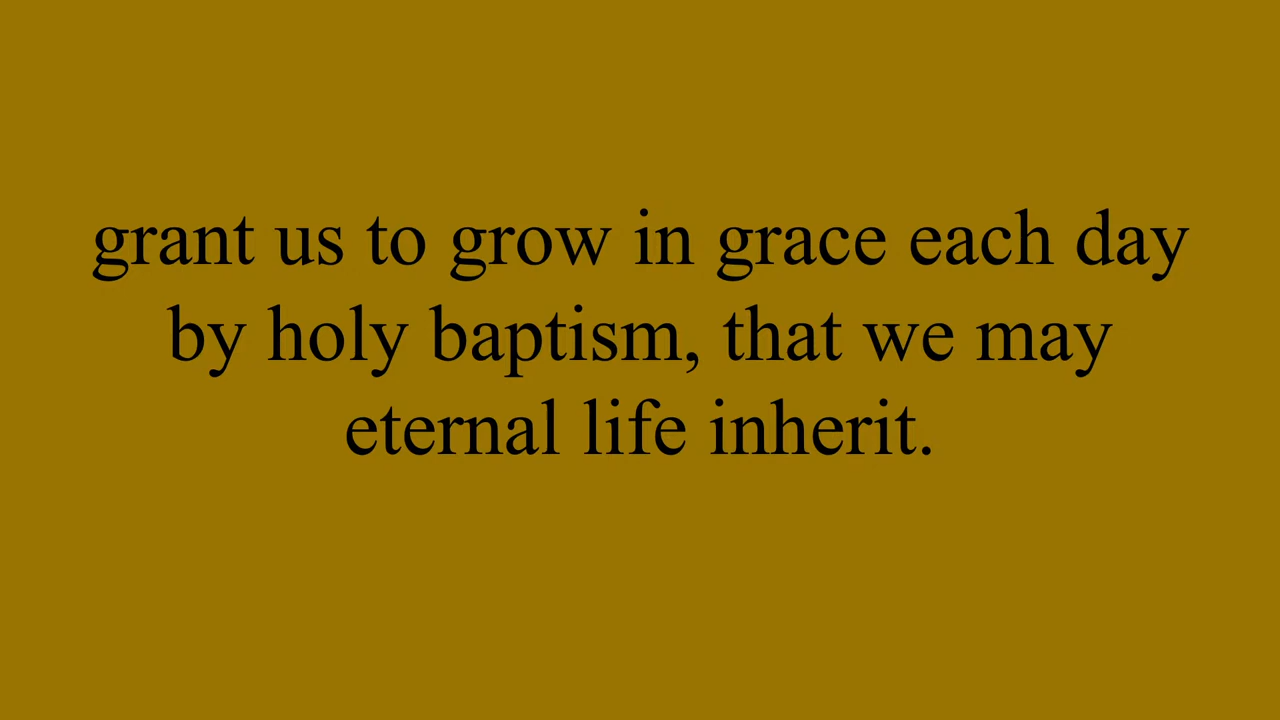 grant us to grow in grace each day
by holy baptism, that we may
eternal life inherit.